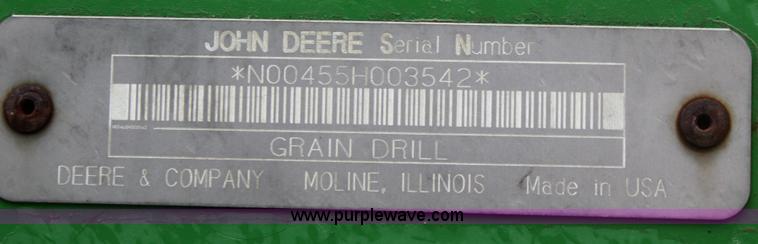 JOHN DEERE Serial Number
*N00455H003542*
GRAIN DRILL
DEERE & COMPANY MOLINE, ILLINOIS Made in USA
www.purplewave.com